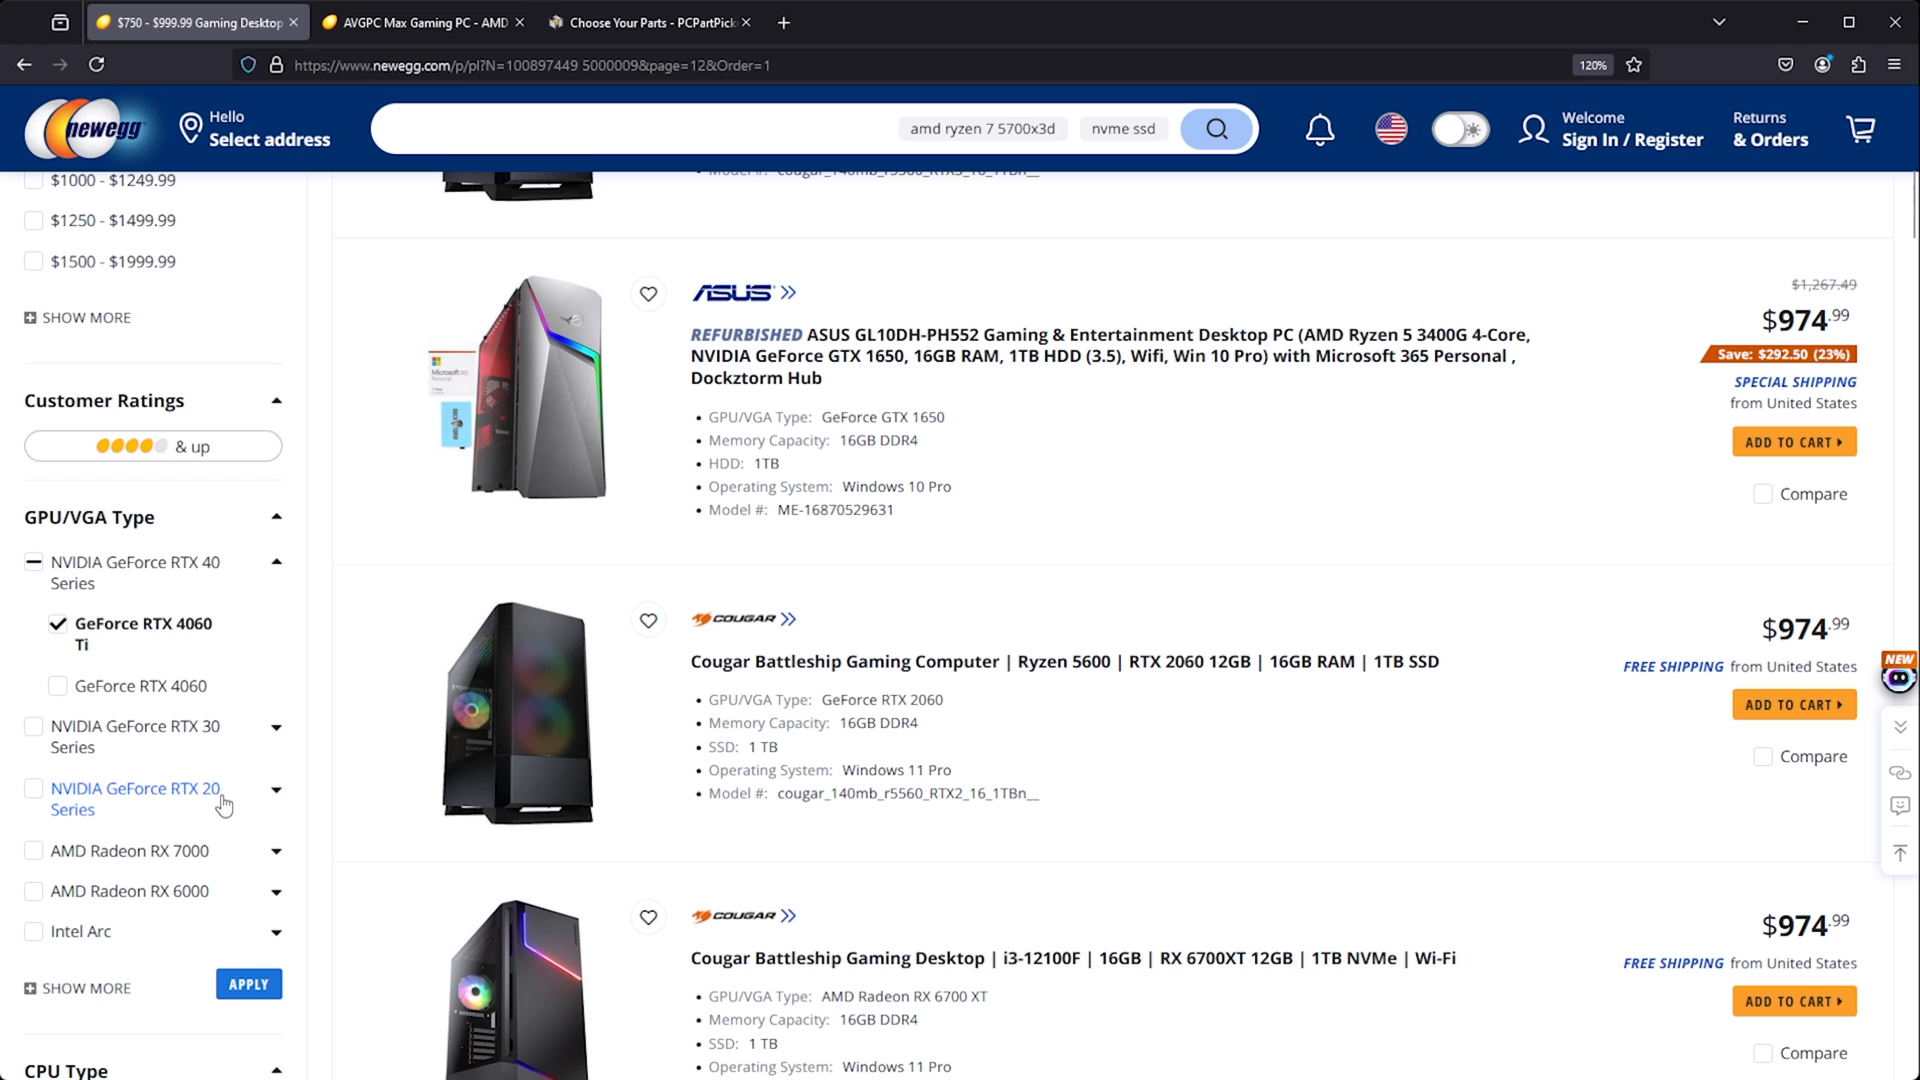 $750 - $999.99 Gaming Desktop
AVGPC Max Gaming PC - AMD
Choose Your Parts - PCPartPick
https://www.newegg.com/p/pl?N=100897449 5000009&page=12&Order=1
120%
newegg
Hello
Select address
amd ryzen 7 5700x3d
nvme ssd
Welcome
Sign In / Register
Returns
& Orders
$1000 - $1249.99
$1250 - $1499.99
$1500 - $1999.99
SHOW MORE
Customer Ratings
& up
GPU/VGA Type
NVIDIA GeForce RTX 40
Series
GeForce RTX 4060
Ti
GeForce RTX 4060
NVIDIA GeForce RTX 30
Series
NVIDIA GeForce RTX 20
Series
AMD Radeon RX 7000
AMD Radeon RX 6000
Intel Arc
SHOW MORE
APPLY
CPU Type
Model #: cougar_140mb_r5560_RTX3_16_1TBn__
ASUS
REFURBISHED ASUS GL10DH-PH552 Gaming & Entertainment Desktop PC (AMD Ryzen 5 3400G 4-Core,
NVIDIA GeForce GTX 1650, 16GB RAM, 1TB HDD (3.5), Wifi, Win 10 Pro) with Microsoft 365 Personal ,
Dockztorm Hub
• GPU/VGA Type: GeForce GTX 1650
• Memory Capacity: 16GB DDR4
• HDD: 1TB
• Operating System: Windows 10 Pro
• Model #: ME-16870529631
$1,267.49
$974.99
Save: $292.50 (23%)
SPECIAL SHIPPING
from United States
ADD TO CART
Compare
COUGAR
Cougar Battleship Gaming Computer | Ryzen 5600 | RTX 2060 12GB | 16GB RAM | 1TB SSD
• GPU/VGA Type: GeForce RTX 2060
• Memory Capacity: 16GB DDR4
• SSD: 1 TB
• Operating System: Windows 11 Pro
• Model #: cougar_140mb_r5560_RTX2_16_1TBn__
$974.99
FREE SHIPPING from United States
ADD TO CART
Compare
NEW
COUGAR
Cougar Battleship Gaming Desktop | i3-12100F | 16GB | RX 6700XT 12GB | 1TB NVMe | Wi-Fi
• GPU/VGA Type: AMD Radeon RX 6700 XT
• Memory Capacity: 16GB DDR4
• SSD: 1 TB
• Operating System: Windows 11 Pro
$974.99
FREE SHIPPING from United States
ADD TO CART
Compare